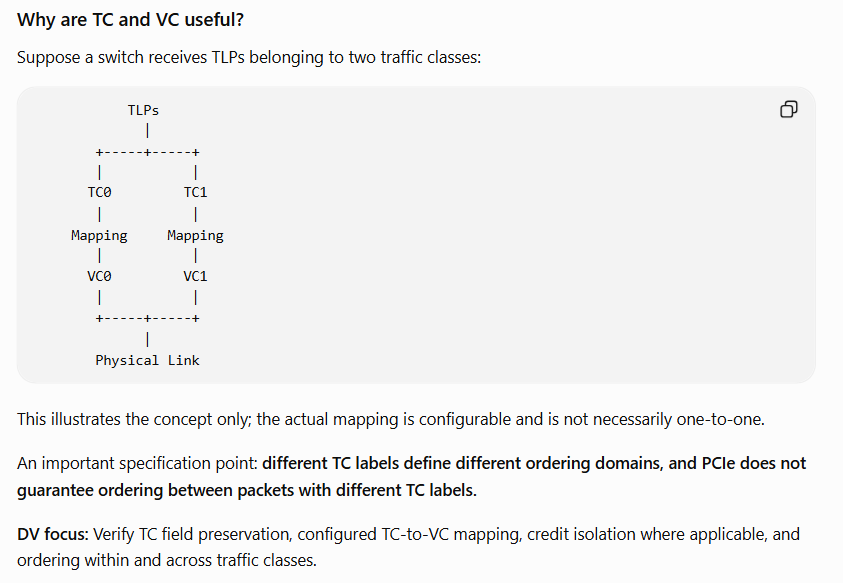 Why are TC and VC useful?
Suppose a switch receives TLPs belonging to two traffic classes:
TLPs
|
+-----+-----+
| |
TC0 TC1
| |
Mapping Mapping
| |
VC0 VC1
| |
+-----+-----+
|
Physical Link
This illustrates the concept only; the actual mapping is configurable and is not necessarily one-to-one.
An important specification point: different TC labels define different ordering domains, and PCIe does not
guarantee ordering between packets with different TC labels.
DV focus: Verify TC field preservation, configured TC-to-VC mapping, credit isolation where applicable, and
ordering within and across traffic classes.